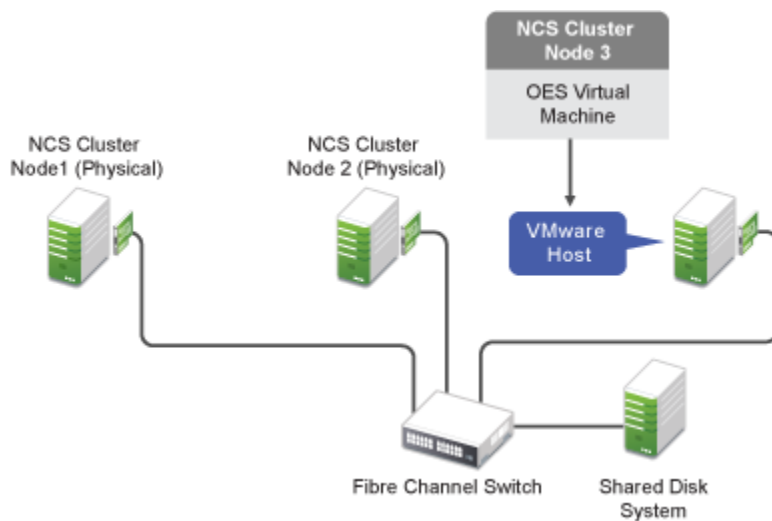 NCS Cluster
Node 3
OES Virtual
Machine
NCS Cluster
Node1 (Physical)
NCS Cluster
Node 2 (Physical)
VMware
Host
Fibre Channel Switch
Shared Disk
System